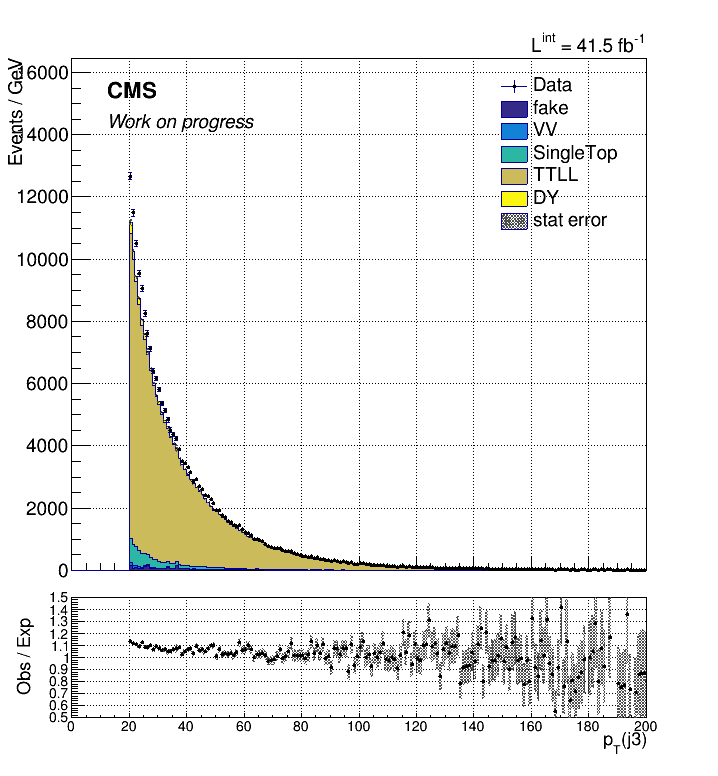 L^int = 41.5 fb^-1
Events / GeV
16000
14000
12000
10000
8000
6000
4000
2000
0
CMS
Work on progress
Data
fake
VV
SingleTop
TTLL
DY
stat error
Obs / Exp
1.5
1.4
1.3
1.2
1.1
1
0.9
0.8
0.7
0.6
0.5
0 20 40 60 80 100 120 140 160 180 200
p_T(j3)